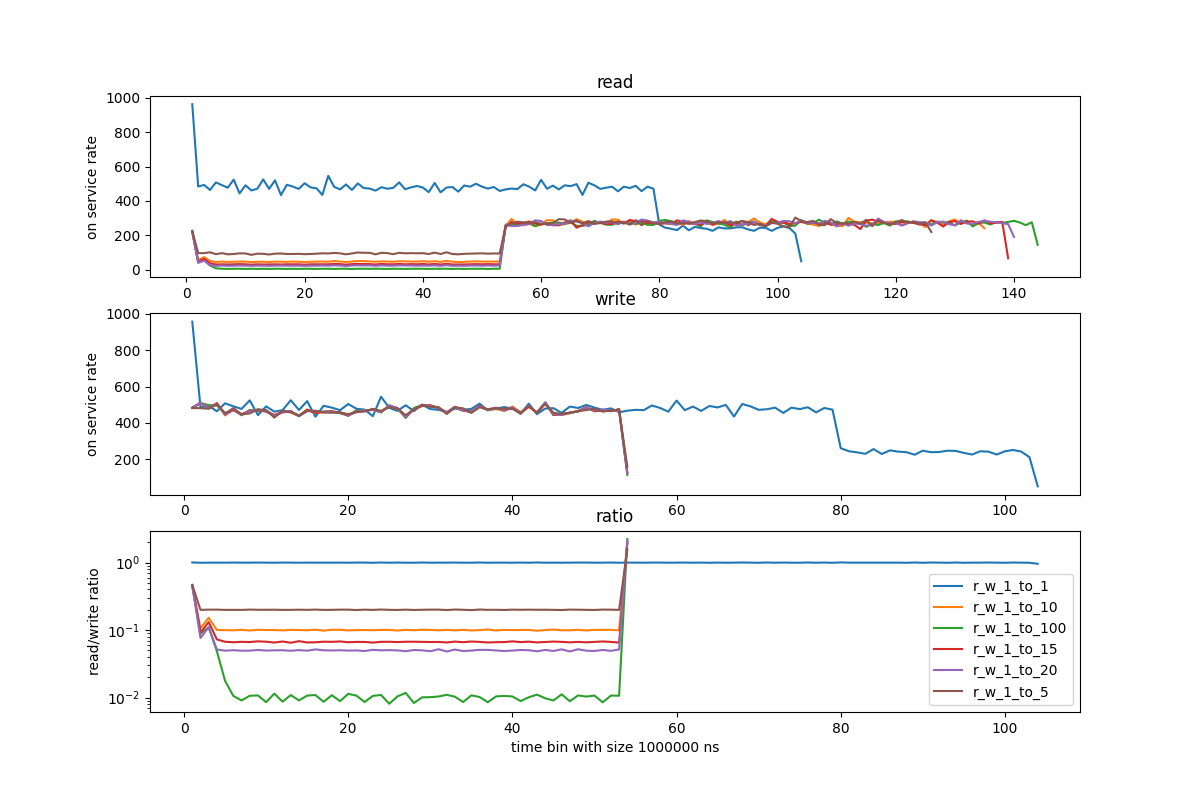 read
on service rate
1000
800
600
400
200
0
0 20 40 60 80 100 120 140
write
on service rate
1000
800
600
400
200
0 20 40 60 80 100
ratio
read/write ratio
10^0
10^-1
10^-2
r_w_1_to_1
r_w_1_to_10
r_w_1_to_100
r_w_1_to_15
r_w_1_to_20
r_w_1_to_5
0 20 40 60 80 100
time bin with size 1000000 ns